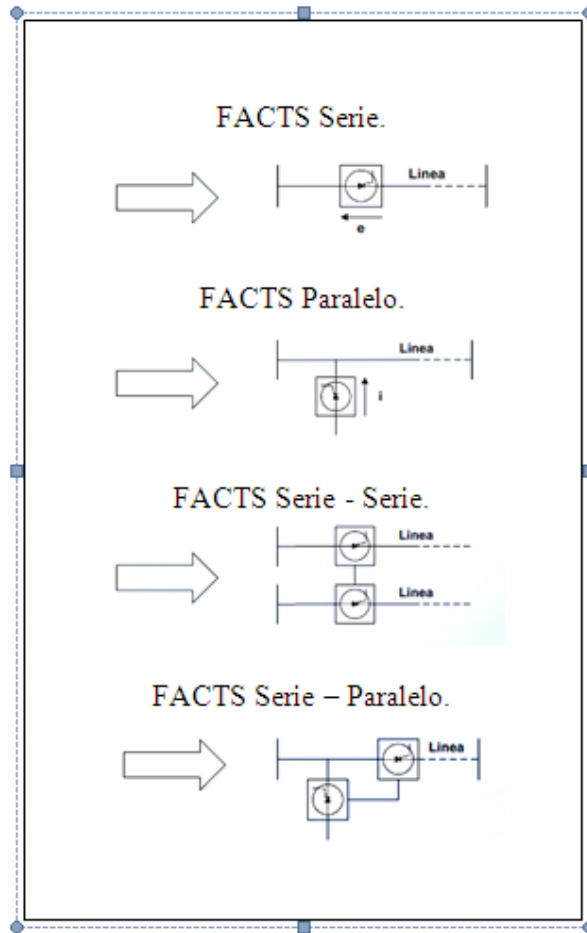 FACTS Serie.
Linea
e
FACTS Paralelo.
Linea
i
FACTS Serie - Serie.
Linea
Linea
FACTS Serie – Paralelo.
Linea